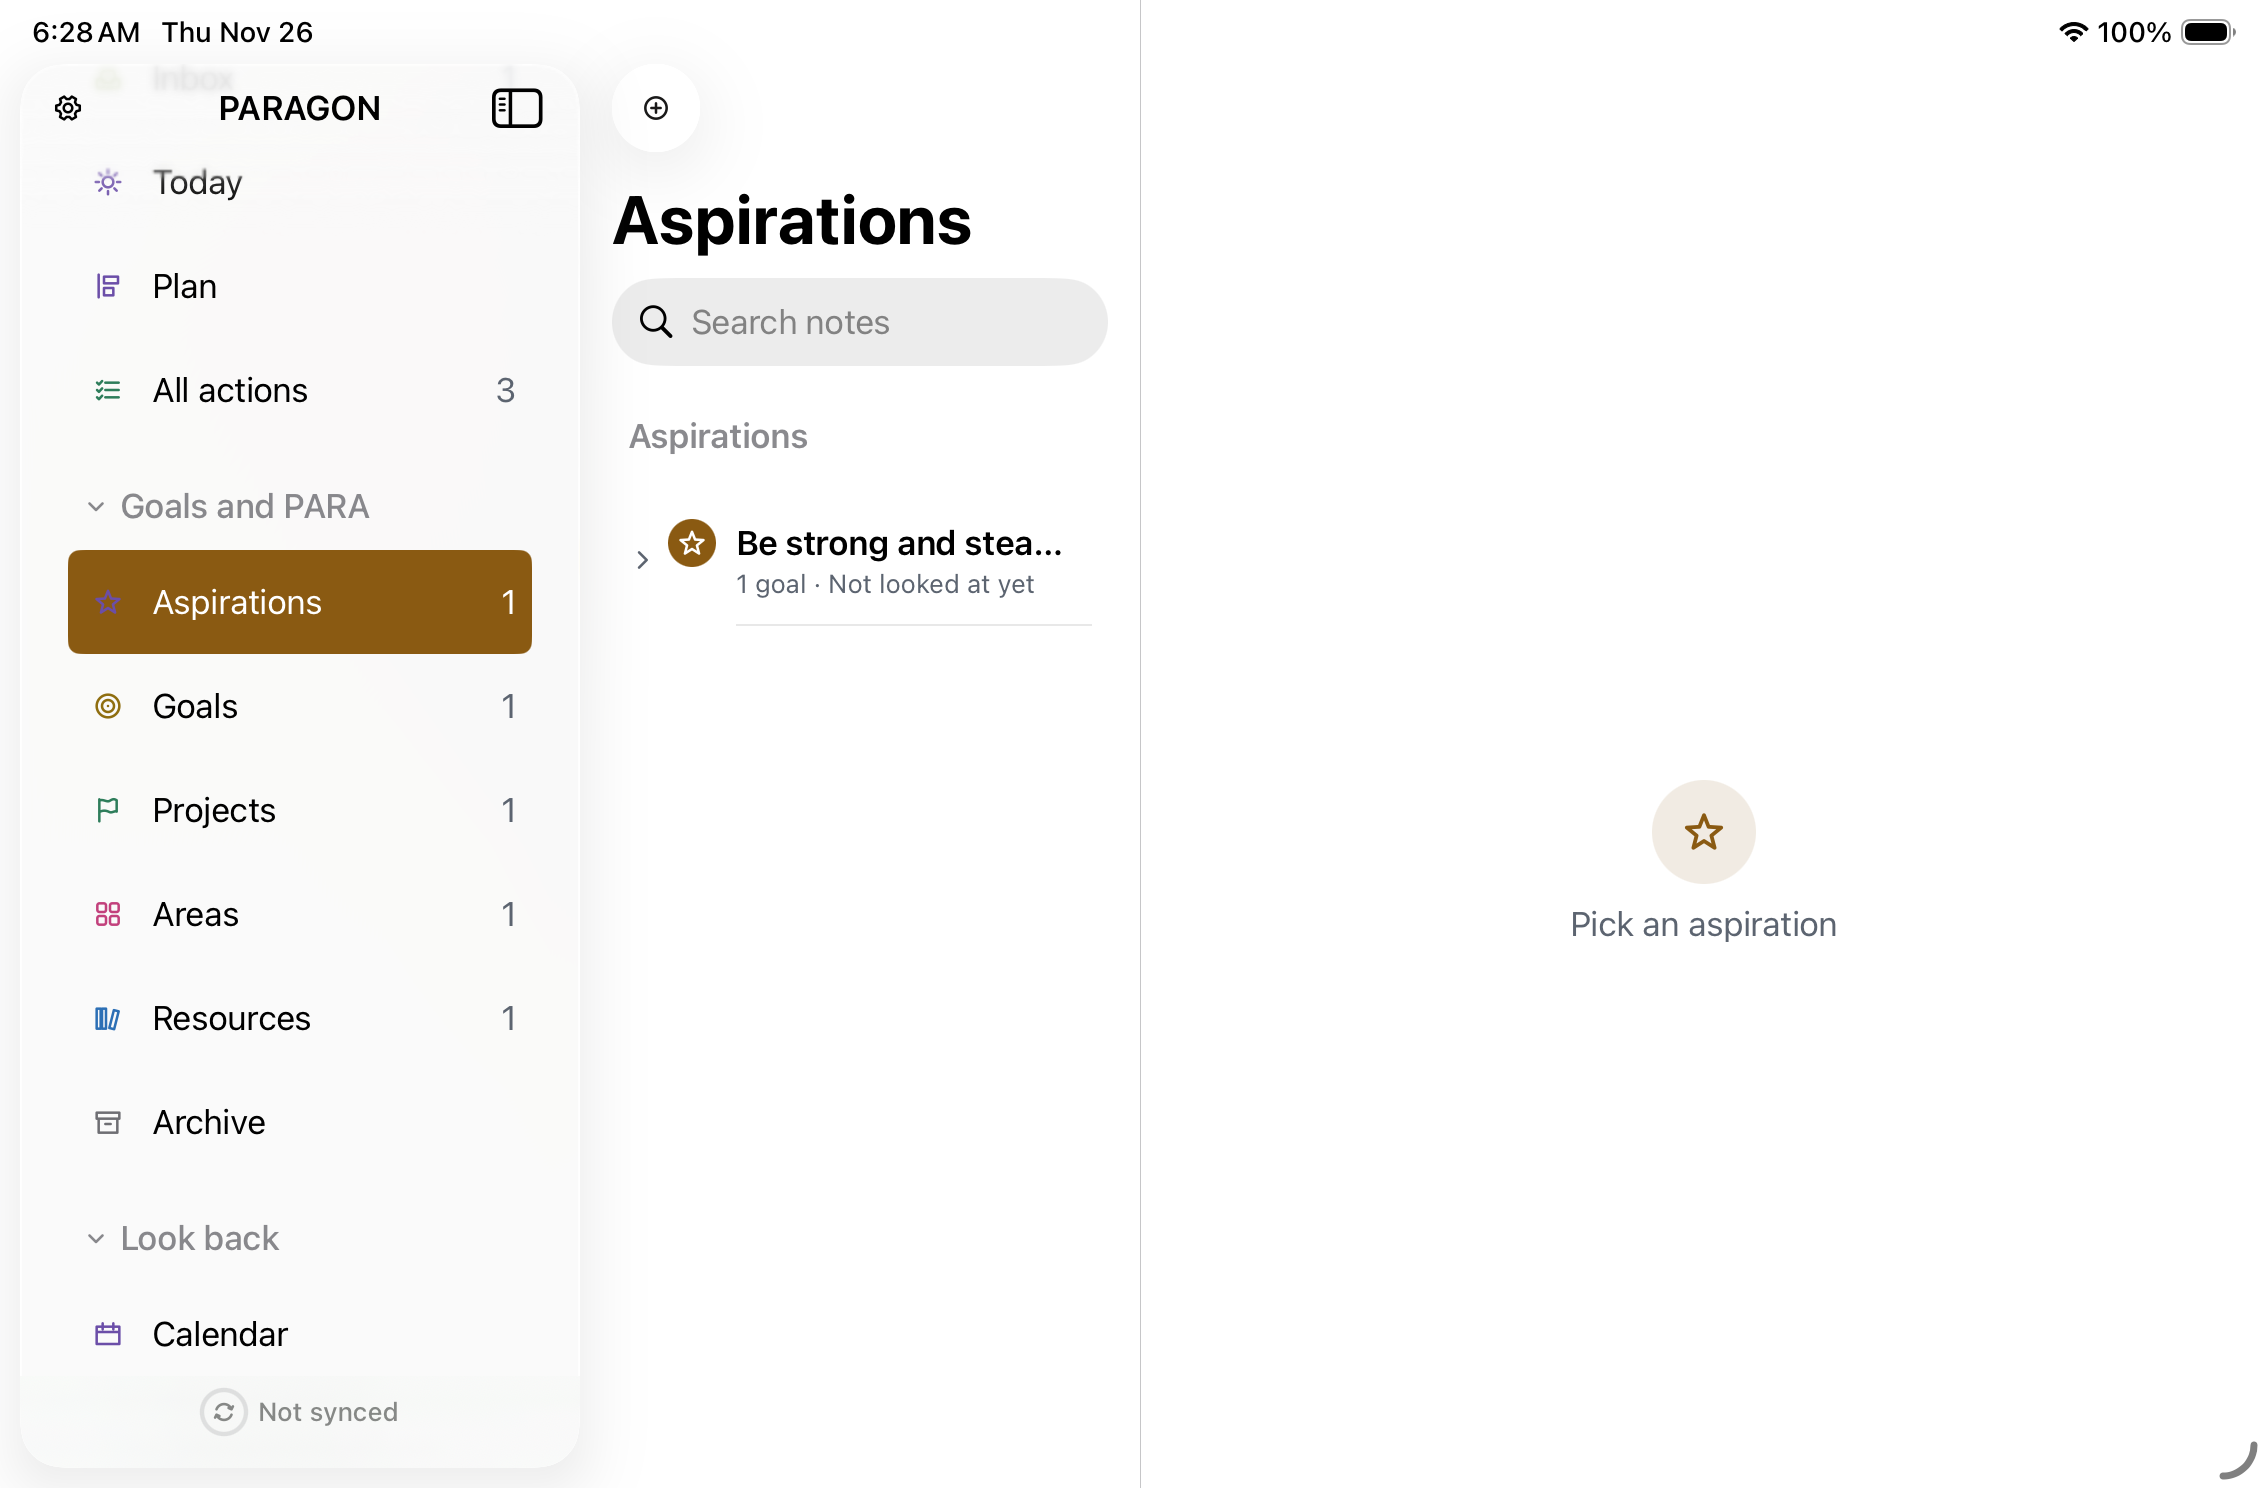 6:28 AM Thu Nov 26
100%
Inbox 1
PARAGON
Today
Plan
All actions 3
Goals and PARA
Aspirations 1
Goals 1
Projects 1
Areas 1
Resources 1
Archive
Look back
Calendar
Not synced
Aspirations
Search notes
Aspirations
Be strong and stea...
1 goal · Not looked at yet
Pick an aspiration